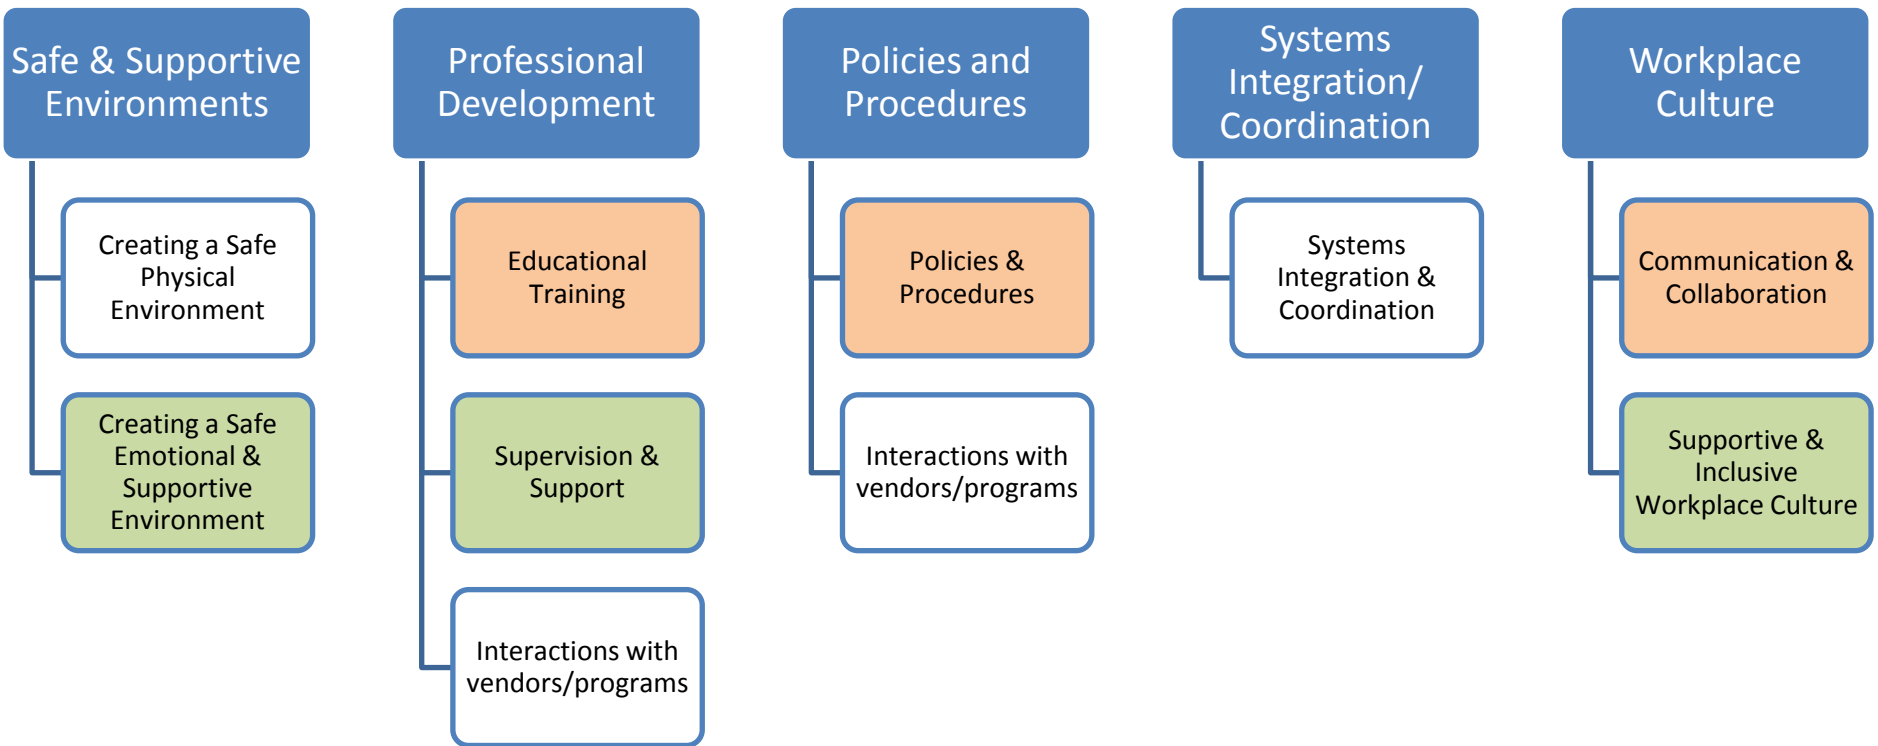 Safe & Supportive
Environments
Creating a Safe
Physical
Environment
Creating a Safe
Emotional &
Supportive
Environment
Professional
Development
Educational
Training
Supervision &
Support
Interactions with
vendors/programs
Policies and
Procedures
Policies &
Procedures
Interactions with
vendors/programs
Systems
Integration/
Coordination
Systems
Integration &
Coordination
Workplace
Culture
Communication &
Collaboration
Supportive &
Inclusive
Workplace Culture